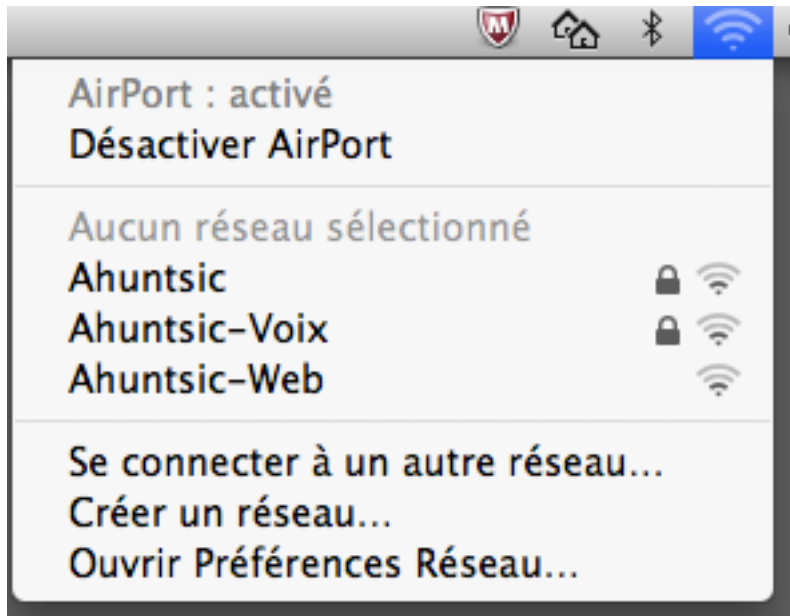 AirPort : activé
Désactiver AirPort
Aucun réseau sélectionné
Ahuntsic
Ahuntsic-Voix
Ahuntsic-Web
Se connecter à un autre réseau...
Créer un réseau...
Ouvrir Préférences Réseau...